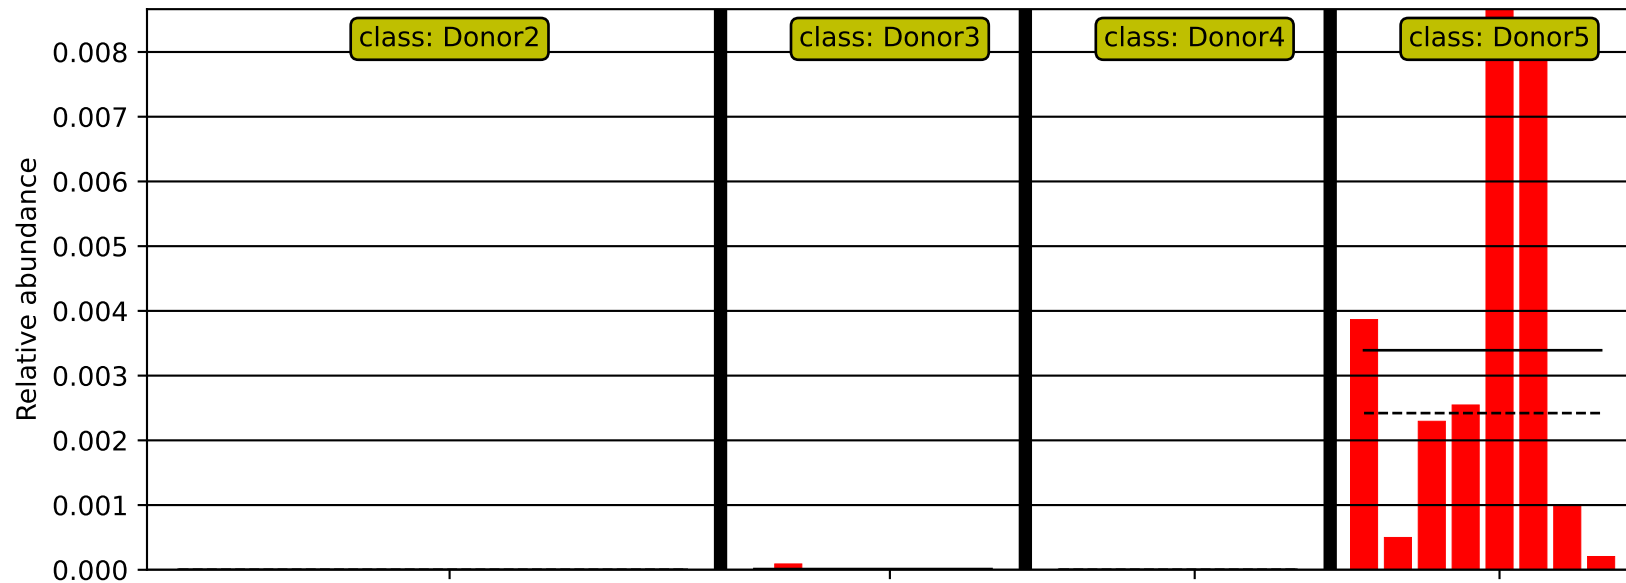 class: Donor2
class: Donor3
class: Donor4
class: Donor5
Relative abundance
0.008
0.007
0.006
0.005
0.004
0.003
0.002
0.001
0.000